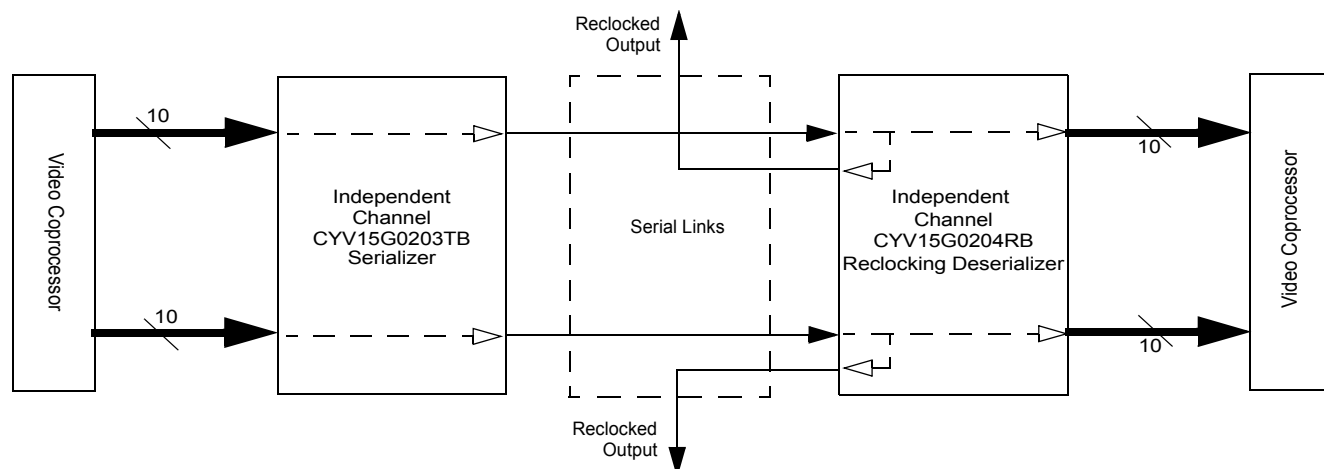 Reclocked
Output
10
10
Video Coprocessor
Independent
Channel
CYV15G0203TB
Serializer
Serial Links
Independent
Channel
CYV15G0204RB
Reclocking Deserializer
Video Coprocessor
10
10
Reclocked
Output